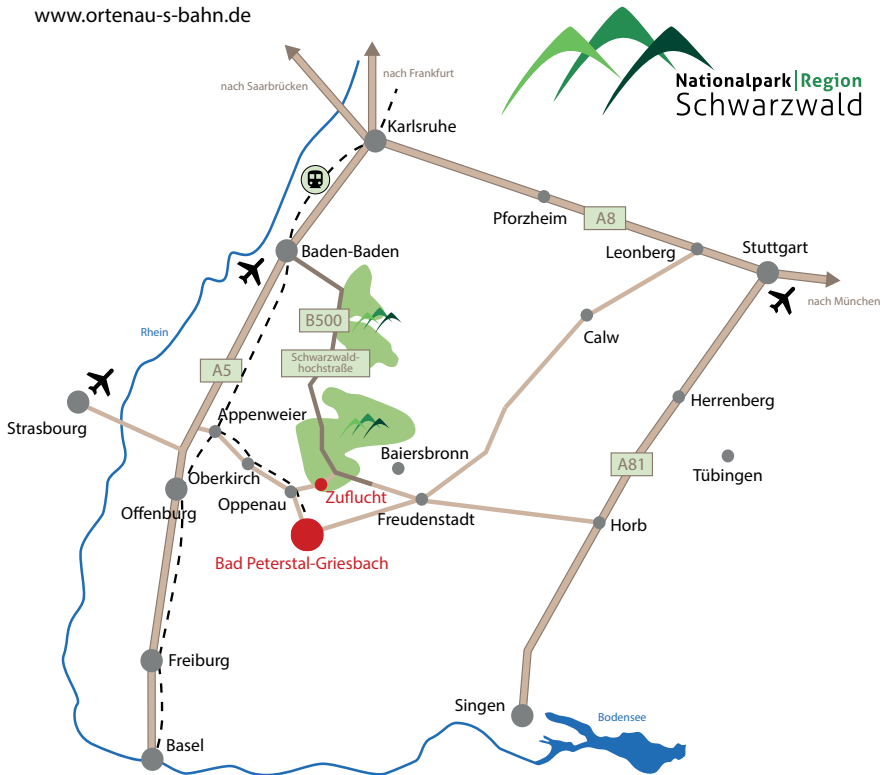 www.ortenau-s-bahn.de
nach Saarbrücken
nach Frankfurt
Nationalpark|Region
Schwarzwald
Karlsruhe
Pforzheim
A8
Leonberg
Stuttgart
nach München
Baden-Baden
B500
Rhein
Calw
Schwarzwald-
hochstraße
A5
Strasbourg
Appenweier
Herrenberg
Baiersbronn
A81
Tübingen
Oberkirch
Oppenau
Zuflucht
Offenburg
Freudenstadt
Horb
Bad Peterstal-Griesbach
Freiburg
Singen
Bodensee
Basel